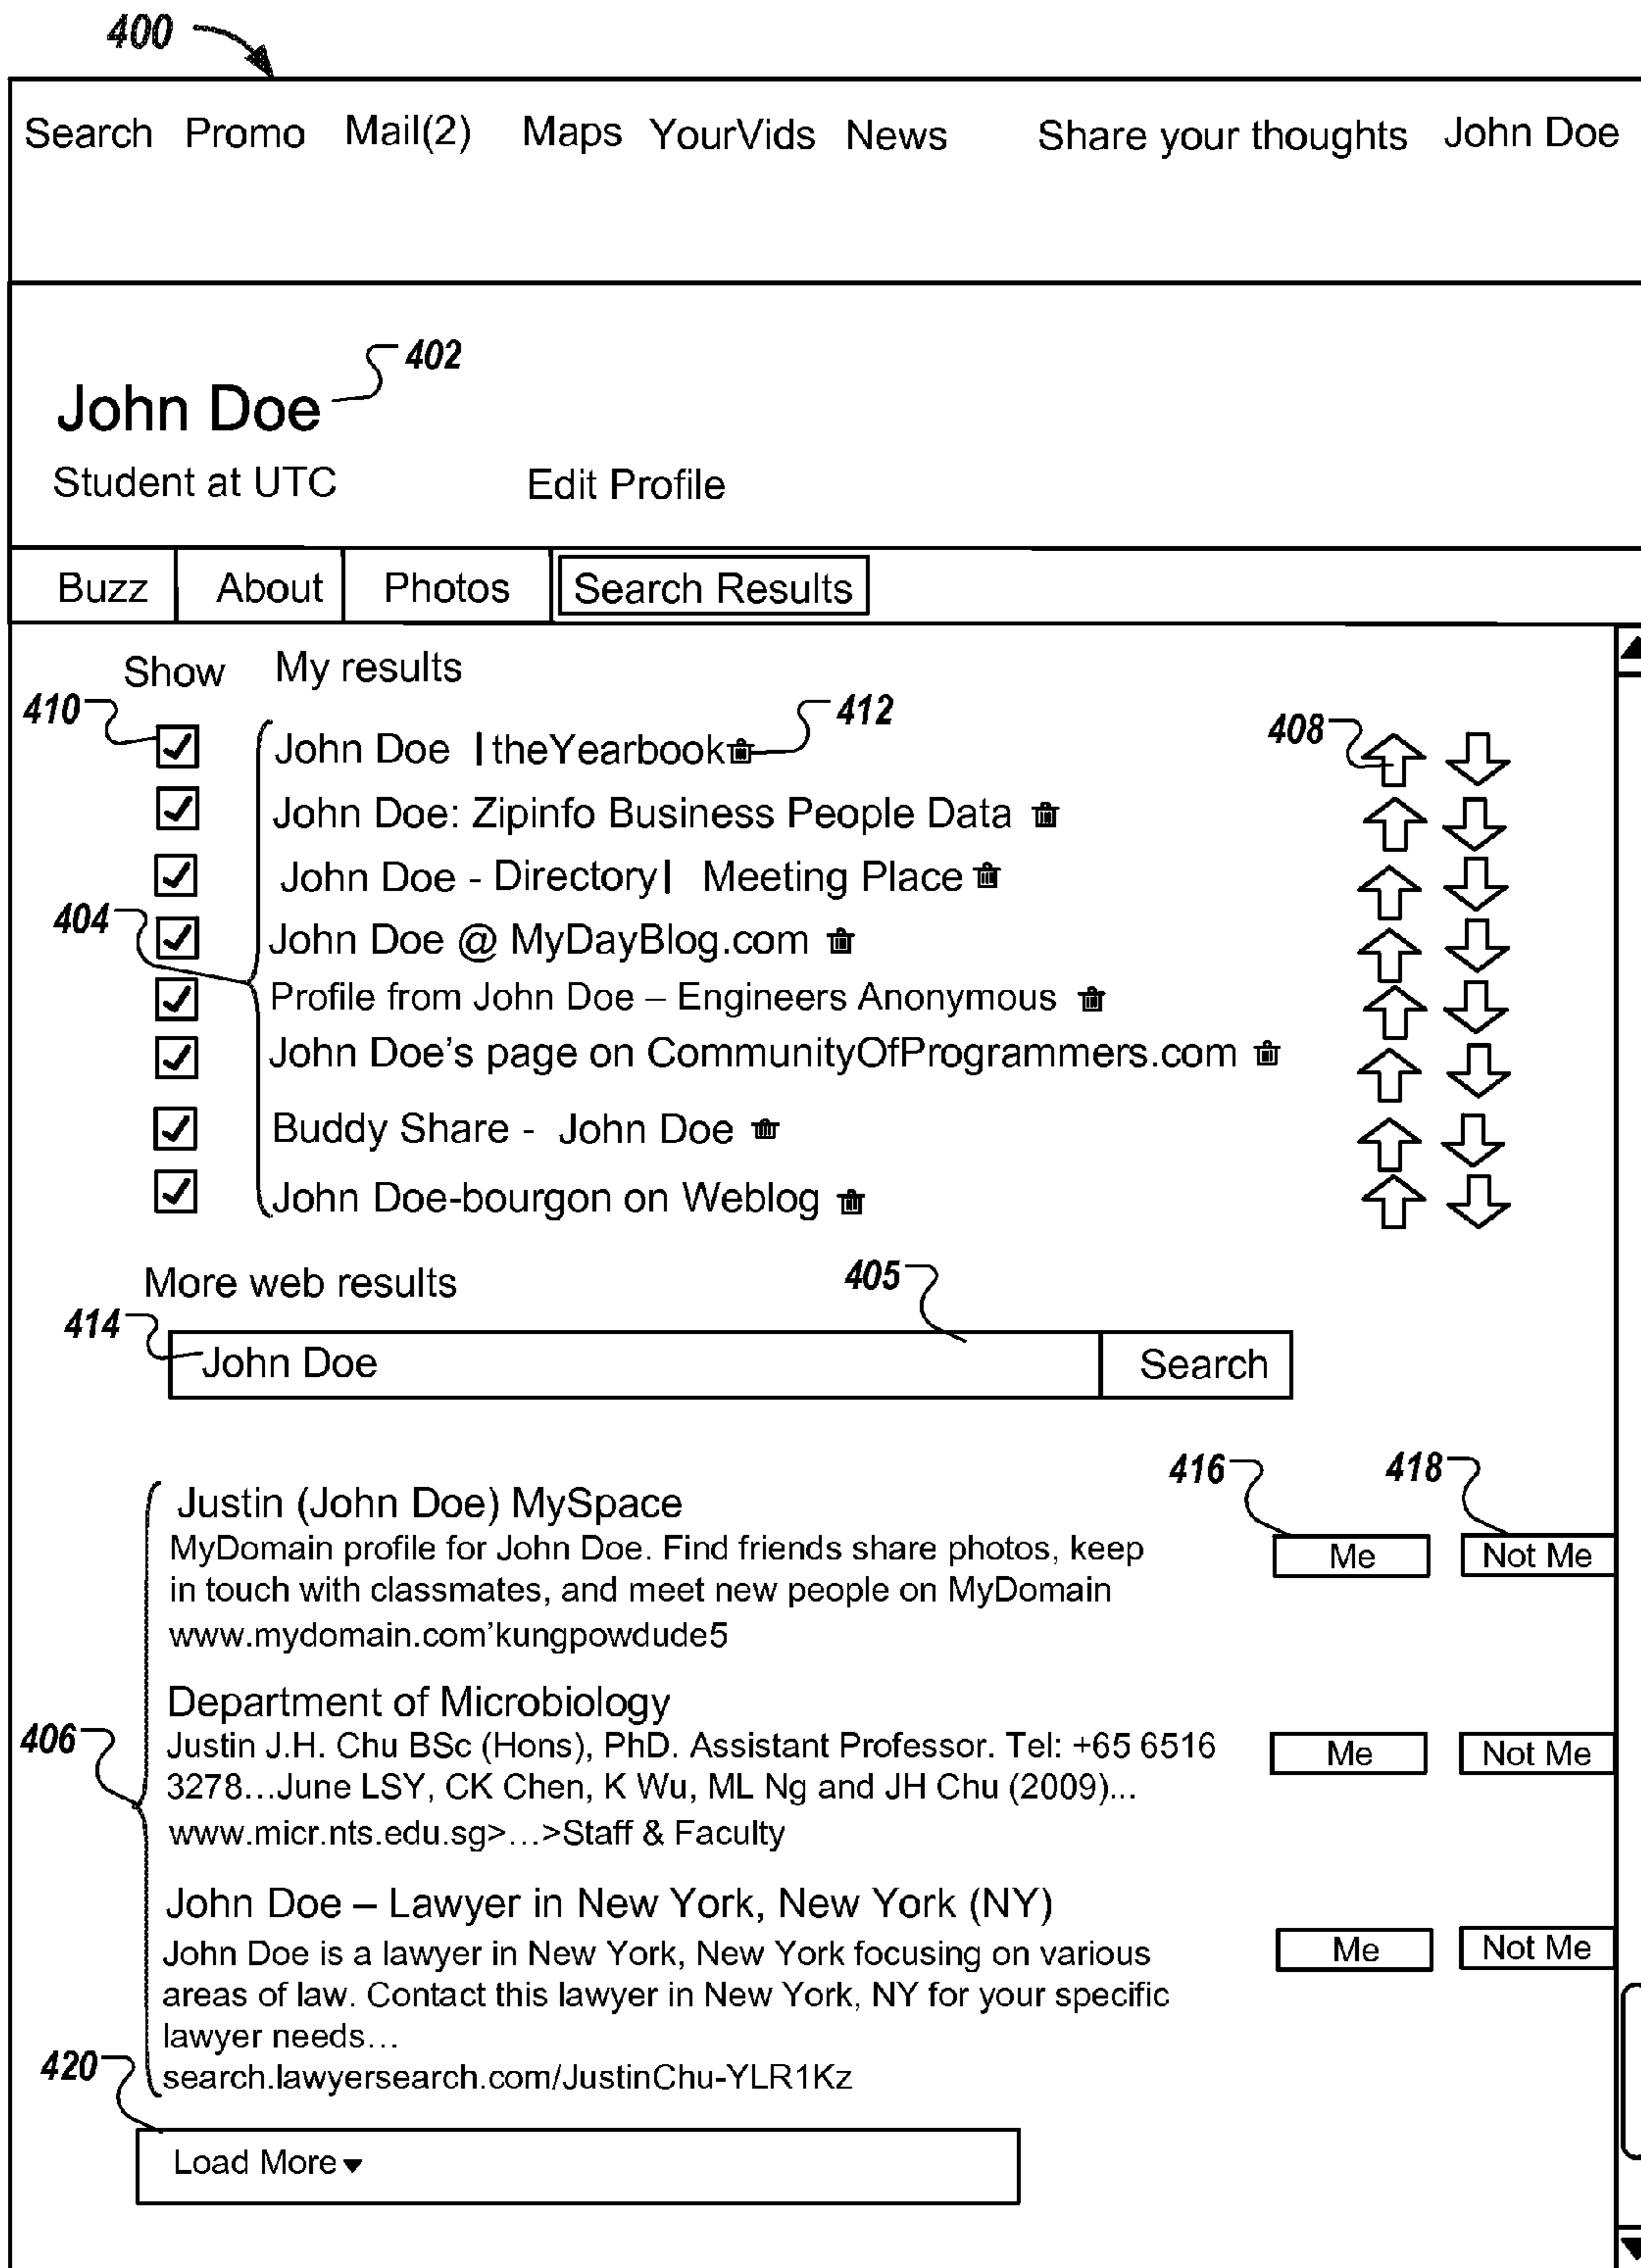 400
Search Promo Mail(2) Maps YourVids News Share your thoughts John Doe
402
John Doe
Student at UTC Edit Profile
Buzz About Photos Search Results
Show My results
410 412 408
John Doe | theYearbook
John Doe: Zipinfo Business People Data
John Doe - Directory| Meeting Place
404
John Doe @ MyDayBlog.com
Profile from John Doe – Engineers Anonymous
John Doe's page on CommunityOfProgrammers.com
Buddy Share - John Doe
John Doe-bourgon on Weblog
More web results 405
414
John Doe Search
416 418
Justin (John Doe) MySpace
MyDomain profile for John Doe. Find friends share photos, keep Me Not Me
in touch with classmates, and meet new people on MyDomain
www.mydomain.com'kungpowdude5
Department of Microbiology
406
Justin J.H. Chu BSc (Hons), PhD. Assistant Professor. Tel: +65 6516 Me Not Me
3278...June LSY, CK Chen, K Wu, ML Ng and JH Chu (2009)...
www.micr.nts.edu.sg>...>Staff & Faculty
John Doe – Lawyer in New York, New York (NY)
John Doe is a lawyer in New York, New York focusing on various Me Not Me
areas of law. Contact this lawyer in New York, NY for your specific
lawyer needs...
420
search.lawyersearch.com/JustinChu-YLR1Kz
Load More